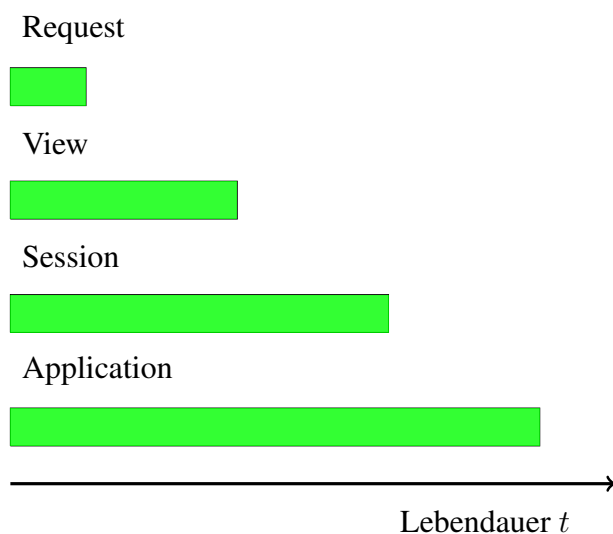 Request
View
Session
Application
Lebendauer t